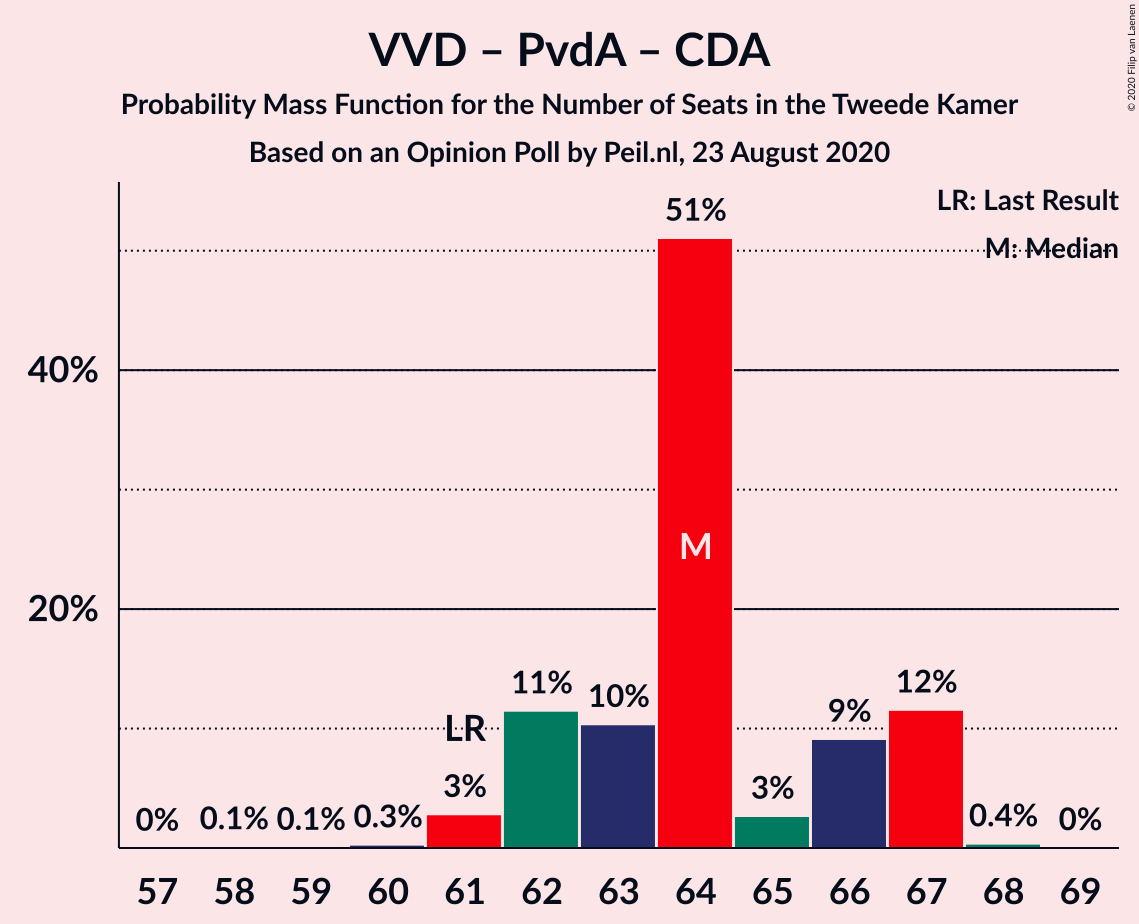 VVD – PvdA – CDA
Probability Mass Function for the Number of Seats in the Tweede Kamer
Based on an Opinion Poll by Peil.nl, 23 August 2020
© 2020 Filip van Laenen
LR: Last Result
M: Median
51%
40%
M
20%
0%
0.1%
0.1%
0.3%
LR
3%
11%
10%
3%
9%
12%
0.4%
0%
57 58 59 60 61 62 63 64 65 66 67 68 69